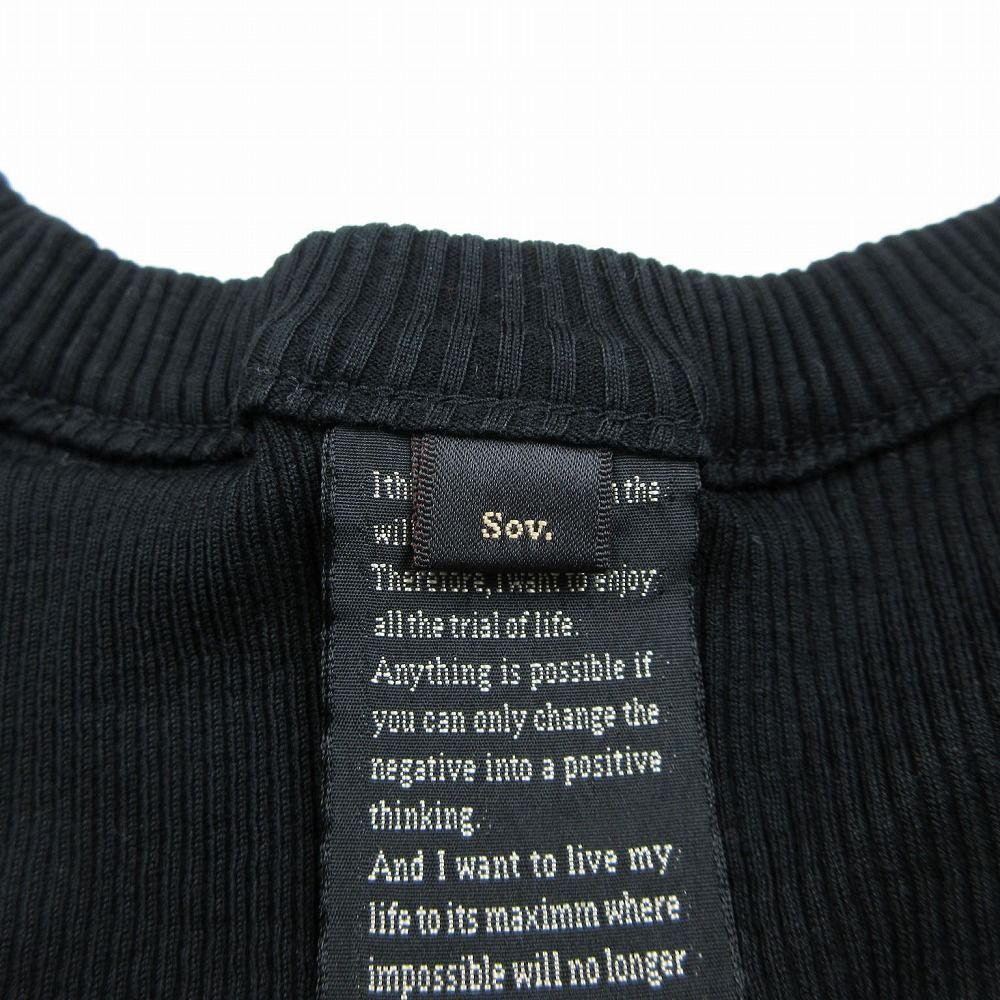 Sov.
the
Therefore, I want to enjoy
all the trial of life.
Anything is possible if
you can only change the
negative into a positive
thinking.
And I want to live my
life to its maximm where
impossible will no longer